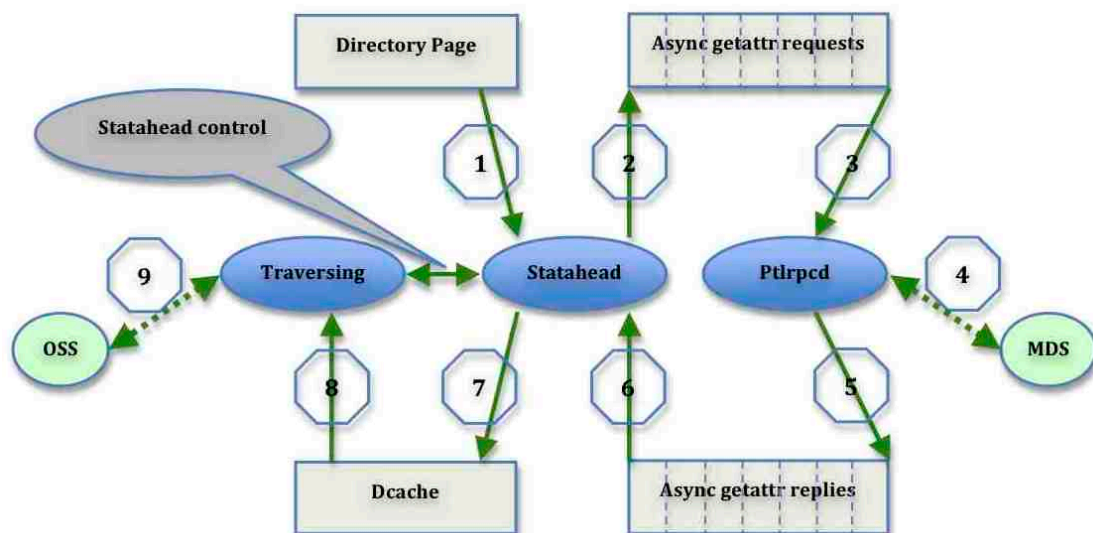 Directory Page
Async getattr requests
Statahead control
1
2
3
9
Traversing
Statahead
Ptlrpcd
4
OSS
MDS
8
7
6
5
Dcache
Async getattr replies